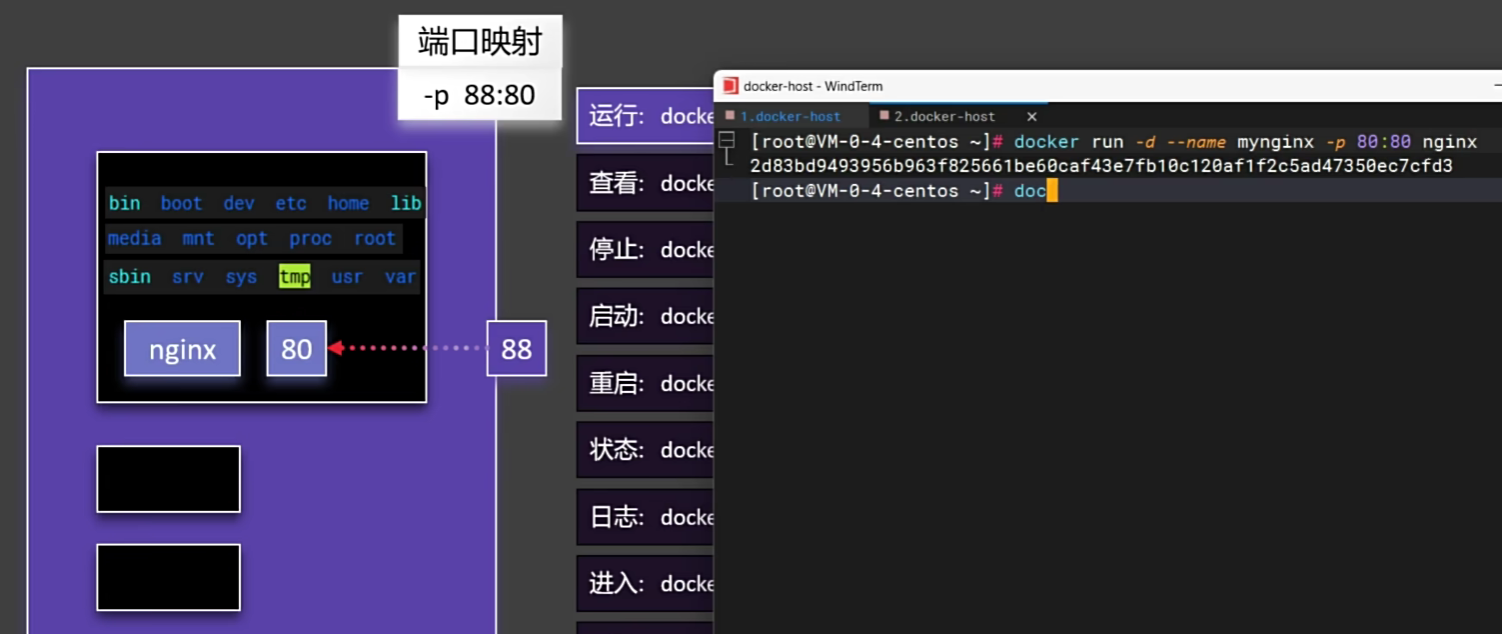 端口映射
-p 88:80
bin boot dev etc home lib
media mnt opt proc root
sbin srv sys tmp usr var
nginx
80
88
运行: docke
查看: docke
停止: docke
启动: docke
重启: docke
状态: docke
日志: docke
进入: docke
docker-host - WindTerm
1.docker-host
2.docker-host
[root@VM-0-4-centos ~]# docker run -d --name mynginx -p 80:80 nginx
2d83bd9493956b963f825661be60caf43e7fb10c120af1f2c5ad47350ec7cfd3
[root@VM-0-4-centos ~]# doc